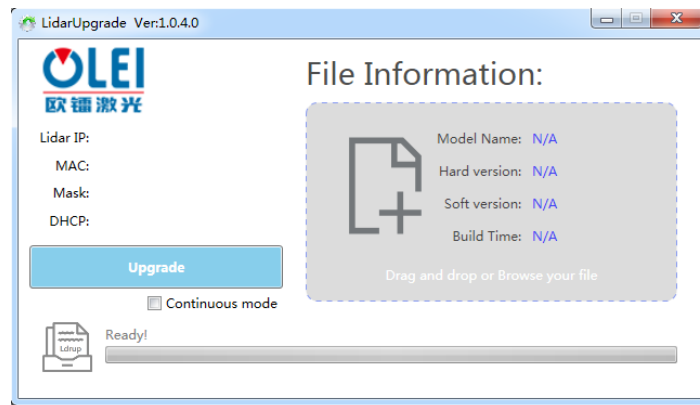 LidarUpgrade Ver:1.0.4.0
OLEI
欧镭激光
File Information:
Lidar IP:
MAC:
Mask:
DHCP:
Model Name: N/A
Hard version: N/A
Soft version: N/A
Build Time: N/A
Drag and drop or Browse your file
Upgrade
Continuous mode
Ldrup
Ready!